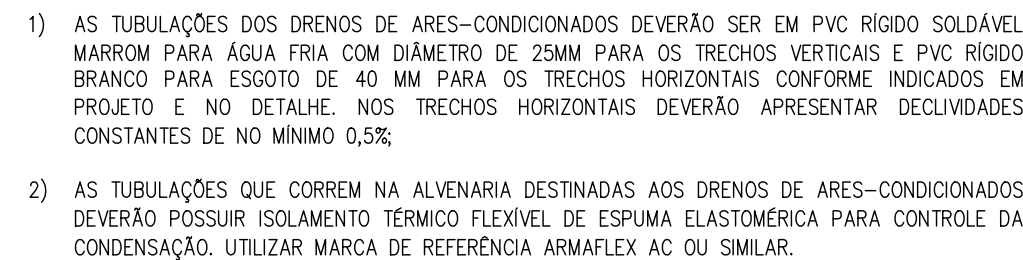 1) AS TUBULAÇÕES DOS DRENOS DE ARES-CONDICIONADOS DEVERÃO SER EM PVC RÍGIDO SOLDÁVEL
MARROM PARA ÁGUA FRIA COM DIÂMETRO DE 25MM PARA OS TRECHOS VERTICAIS E PVC RÍGIDO
BRANCO PARA ESGOTO DE 40 MM PARA OS TRECHOS HORIZONTAIS CONFORME INDICADOS EM
PROJETO E NO DETALHE. NOS TRECHOS HORIZONTAIS DEVERÃO APRESENTAR DECLIVIDADES
CONSTANTES DE NO MÍNIMO 0,5%;
2) AS TUBULAÇÕES QUE CORREM NA ALVENARIA DESTINADAS AOS DRENOS DE ARES-CONDICIONADOS
DEVERÃO POSSUIR ISOLAMENTO TÉRMICO FLEXÍVEL DE ESPUMA ELASTOMÉRICA PARA CONTROLE DA
CONDENSAÇÃO. UTILIZAR MARCA DE REFERÊNCIA ARMAFLEX AC OU SIMILAR.